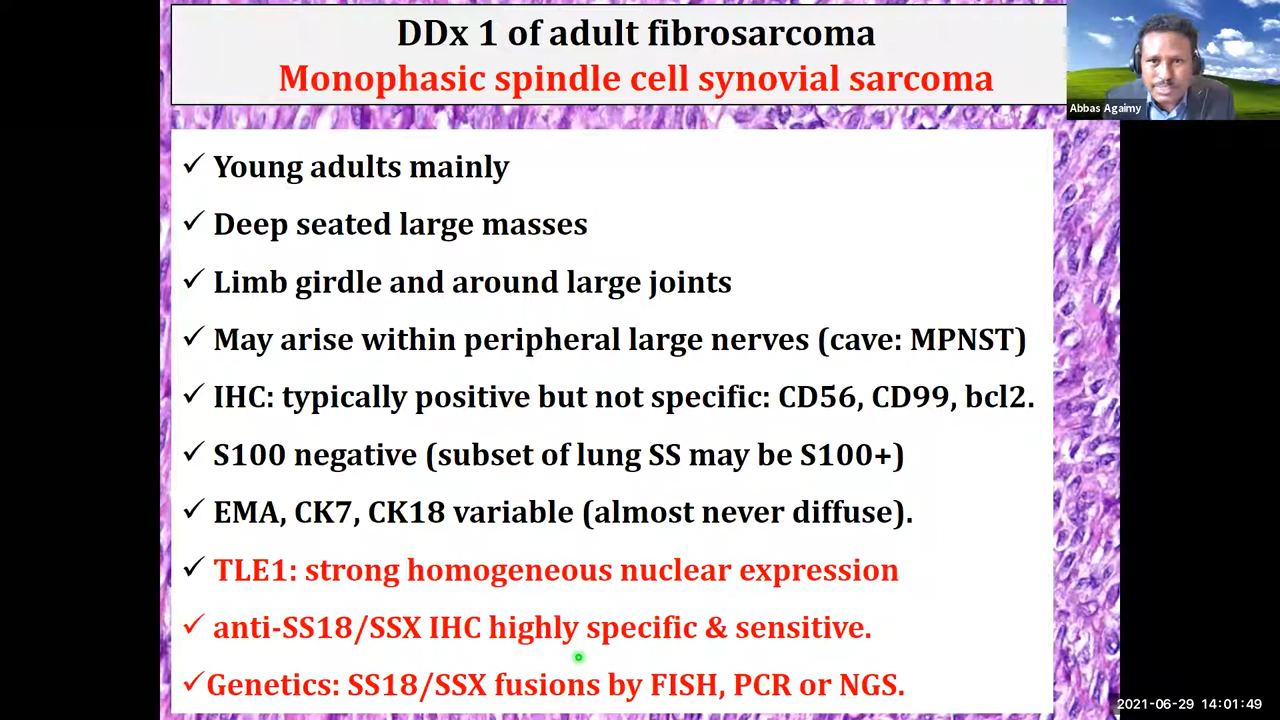 DDx 1 of adult fibrosarcoma
Monophasic spindle cell synovial sarcoma
Abbas Agaimy
✓ Young adults mainly
✓ Deep seated large masses
✓ Limb girdle and around large joints
✓ May arise within peripheral large nerves (cave: MPNST)
✓ IHC: typically positive but not specific: CD56, CD99, bcl2.
✓ S100 negative (subset of lung SS may be S100+)
✓ EMA, CK7, CK18 variable (almost never diffuse).
✓ TLE1: strong homogeneous nuclear expression
✓ anti-SS18/SSX IHC highly specific & sensitive.
✓Genetics: SS18/SSX fusions by FISH, PCR or NGS.
2021-06-29 14:01:49